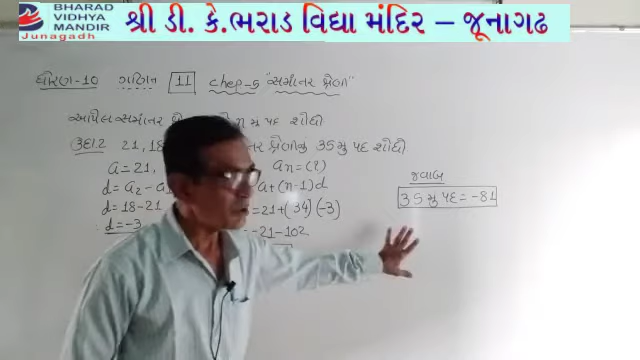 BHARAD
VIDHYA
MANDIR
Junagadh
શ્રી ડી. કે.ભરાડ વિદ્યા મંદિર – જૂનાગઢ
ધોરણ-10 ગણિત 11 chep-5 "સમાંતર શ્રેણી"
આપેલ સમાંતર મુ પદ શોધો
ઉદા.2 21, 18 શ્રેણીનું 35મુ પદ શોધો
a = 21, an = (?)
d = a2 - a a + (n-1)d
d = 18-21 = 21 + (34) (-3)
d = -3 21 - 102
જવાબ
35 મુ પદ = -81